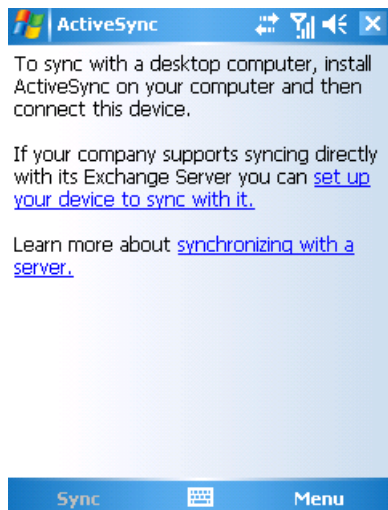 ActiveSync
To sync with a desktop computer, install
ActiveSync on your computer and then
connect this device.
If your company supports syncing directly
with its Exchange Server you can set up
your device to sync with it.
Learn more about synchronizing with a
server.
Sync Menu